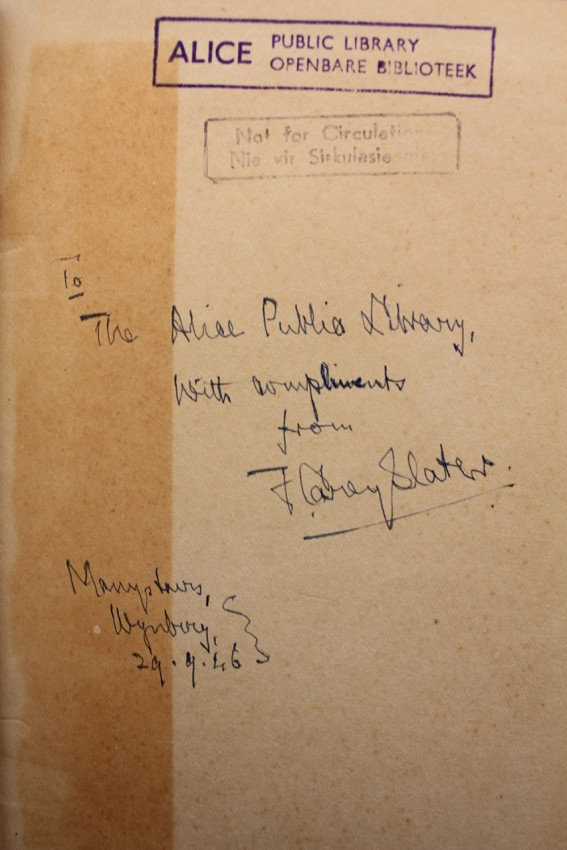 ALICE PUBLIC LIBRARY
OPENBARE BIBLIOTEEK
Not for Circulation
Nie vir Sirkulasie
To
The Alice Public Library,
With compliments
from
F Carey Slater.
Manystairs,
Wynberg,
29.9.46